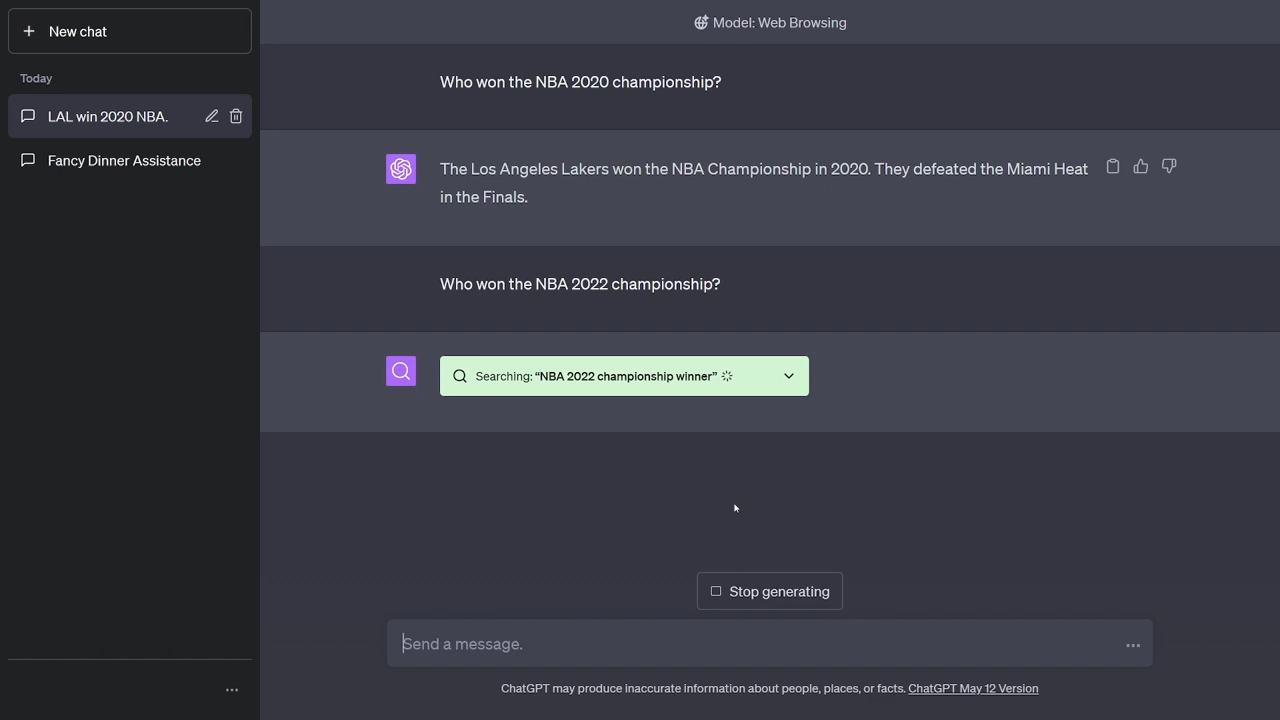 New chat
Today
LAL win 2020 NBA.
Fancy Dinner Assistance
Model: Web Browsing
Who won the NBA 2020 championship?
The Los Angeles Lakers won the NBA Championship in 2020. They defeated the Miami Heat
in the Finals.
Who won the NBA 2022 championship?
Searching: “NBA 2022 championship winner”
Stop generating
Send a message.
ChatGPT may produce inaccurate information about people, places, or facts. ChatGPT May 12 Version